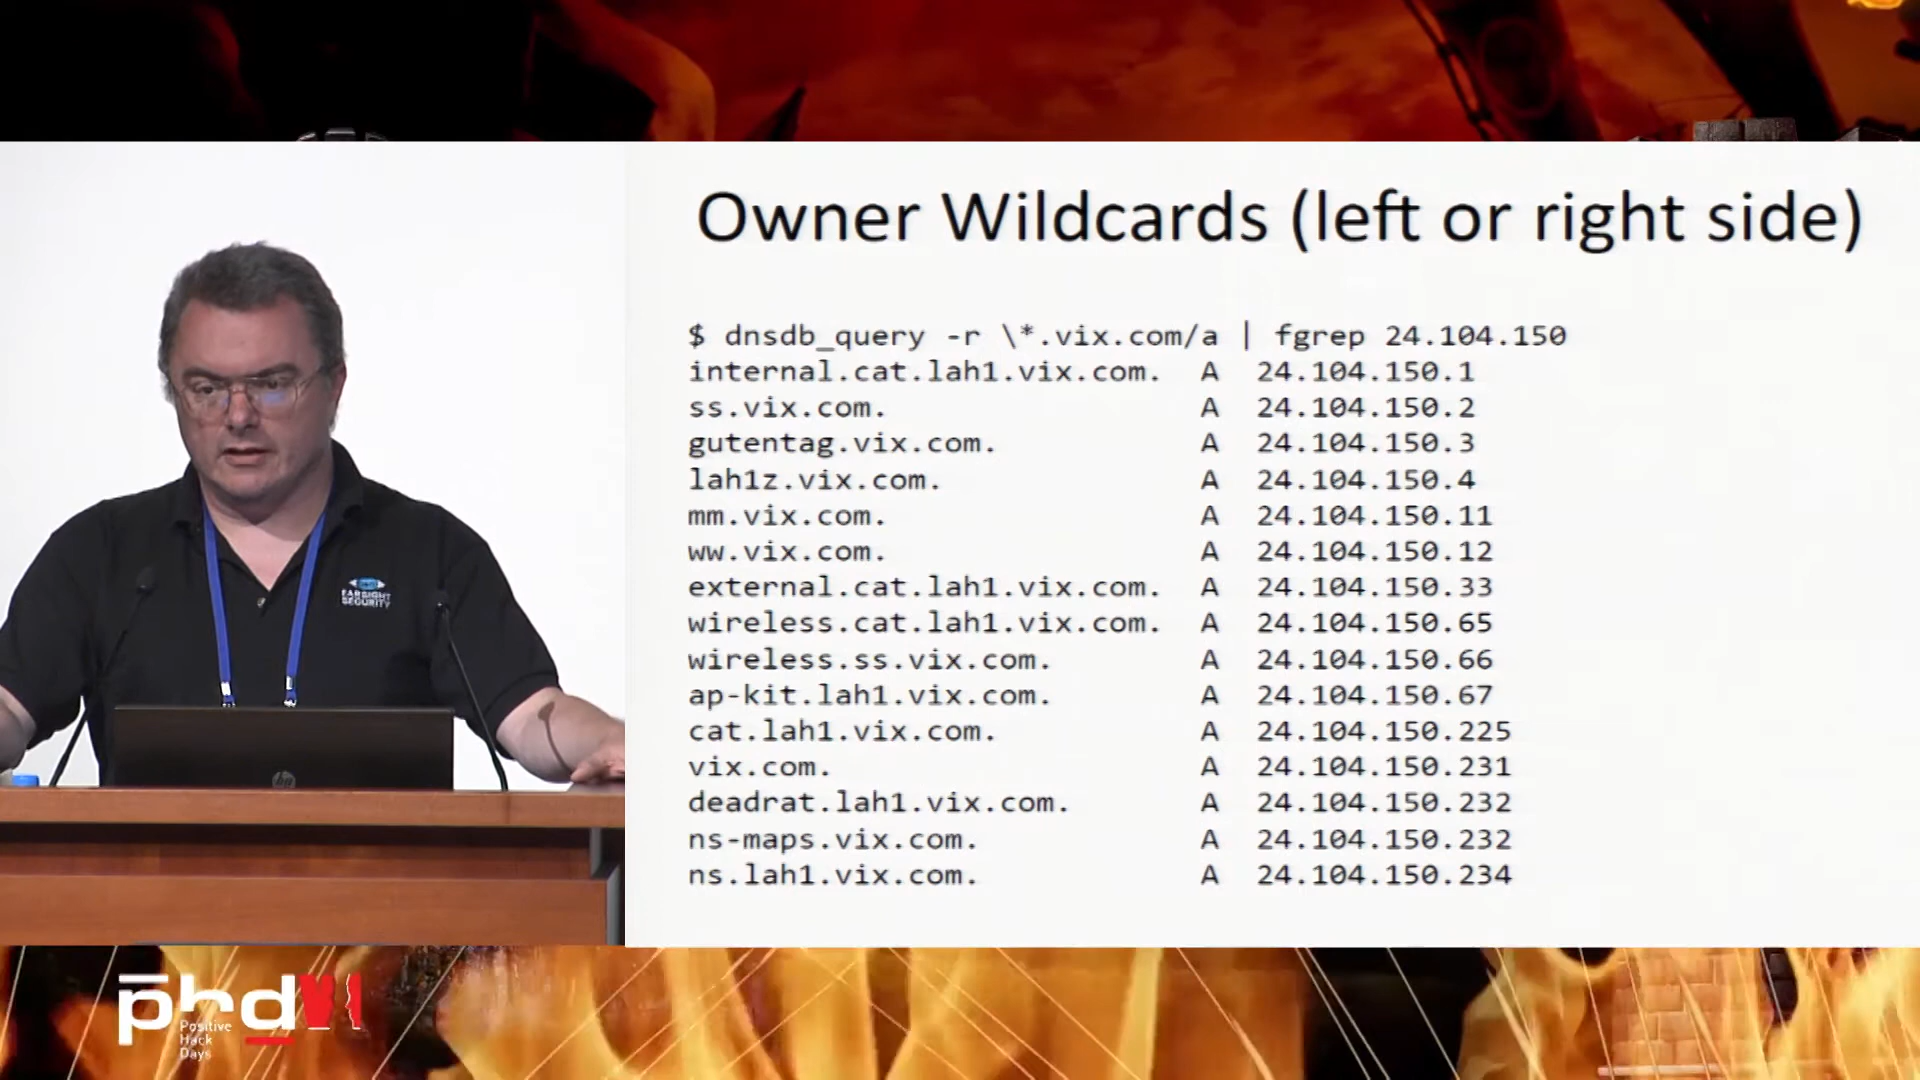 Owner Wildcards (left or right side)
$ dnsdb_query -r \*.vix.com/a | fgrep 24.104.150
internal.cat.lah1.vix.com. A 24.104.150.1
ss.vix.com. A 24.104.150.2
gutentag.vix.com. A 24.104.150.3
lah1z.vix.com. A 24.104.150.4
mm.vix.com. A 24.104.150.11
ww.vix.com. A 24.104.150.12
external.cat.lah1.vix.com. A 24.104.150.33
wireless.cat.lah1.vix.com. A 24.104.150.65
wireless.ss.vix.com. A 24.104.150.66
ap-kit.lah1.vix.com. A 24.104.150.67
cat.lah1.vix.com. A 24.104.150.225
vix.com. A 24.104.150.231
deadrat.lah1.vix.com. A 24.104.150.232
ns-maps.vix.com. A 24.104.150.232
ns.lah1.vix.com. A 24.104.150.234
FARSIGHT
SECURITY
hp
phdVI
Positive
Hack
Days